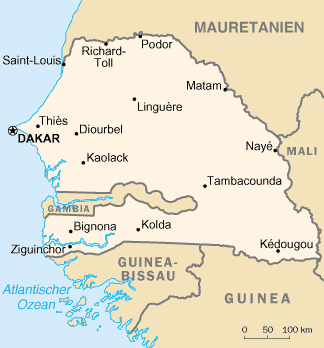 MAURETANIEN
Podor
Richard-
Toll
Saint-Louis
Matam
Linguère
Thiès
DAKAR
Diourbel
Nayé
MALI
Kaolack
Tambacounda
GAMBIA
Bignona
Kolda
Ziguinchor
Kédougou
GUINEA-
BISSAU
Atlantischer
Ozean
GUINEA
0 50 100 km